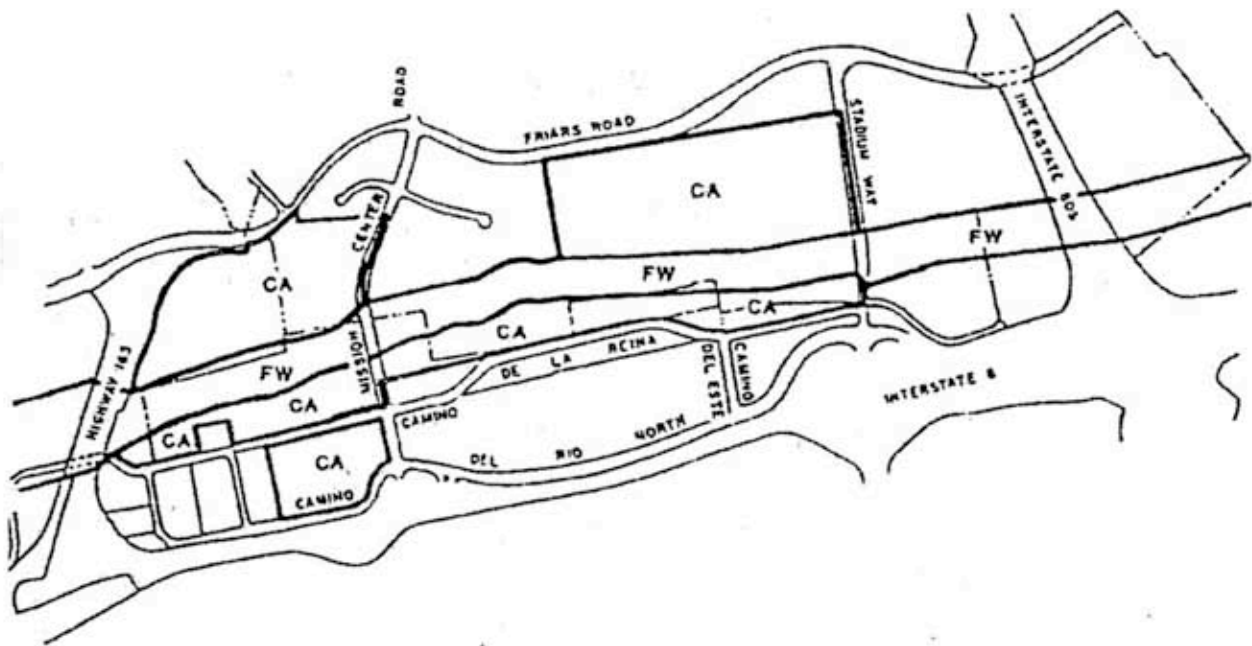 ROAD
FRIARS ROAD
STADIUM WAY
INTERSTATE 805
CA
CENTER
CA
FW
FW
CA
CA
MISSION
DE LA REINA
CAMINO
DEL ESTE
HIGHWAY 163
FW
CA
CAMINO
INTERSTATE 8
CA
CA
DEL RIO NORTH
CAMINO